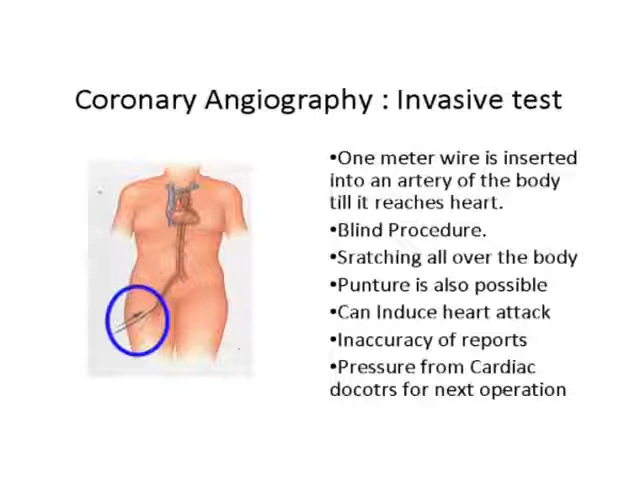 Coronary Angiography : Invasive test
•One meter wire is inserted
into an artery of the body
till it reaches heart.
•Blind Procedure.
•Sratching all over the body
•Punture is also possible
•Can Induce heart attack
•Inaccuracy of reports
•Pressure from Cardiac
docotrs for next operation